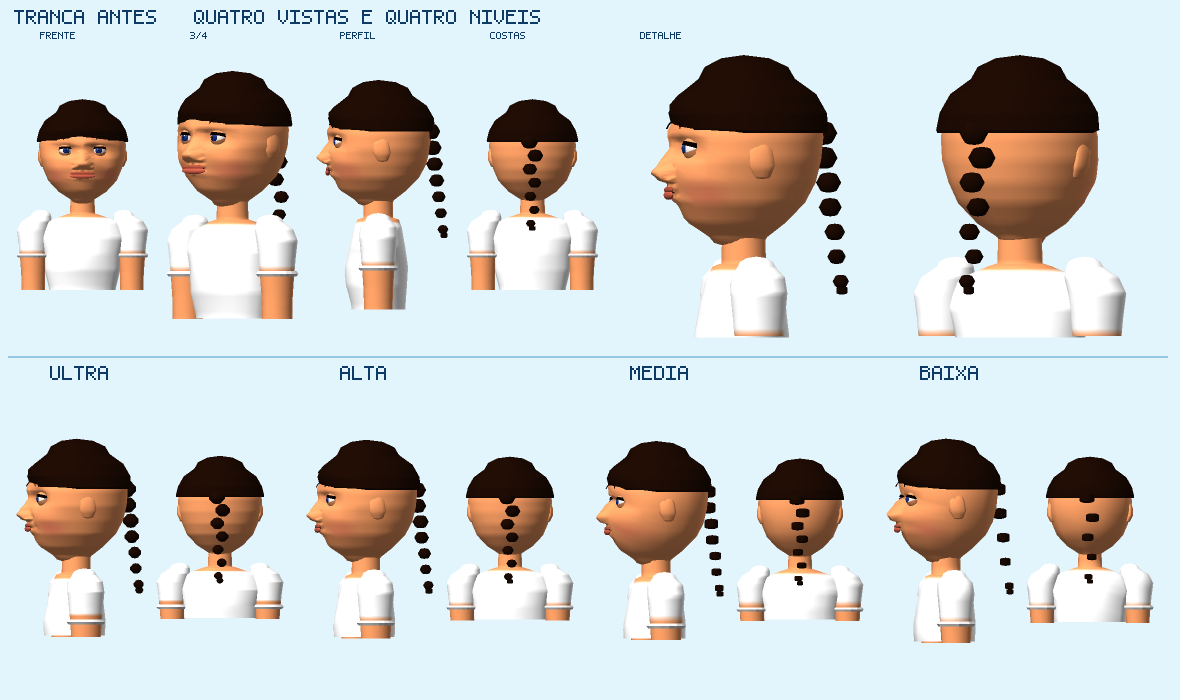 TRANCA ANTES QUATRO VISTAS E QUATRO NIVEIS
FRENTE 3/4 PERFIL COSTAS DETALHE
ULTRA ALTA MEDIA BAIXA